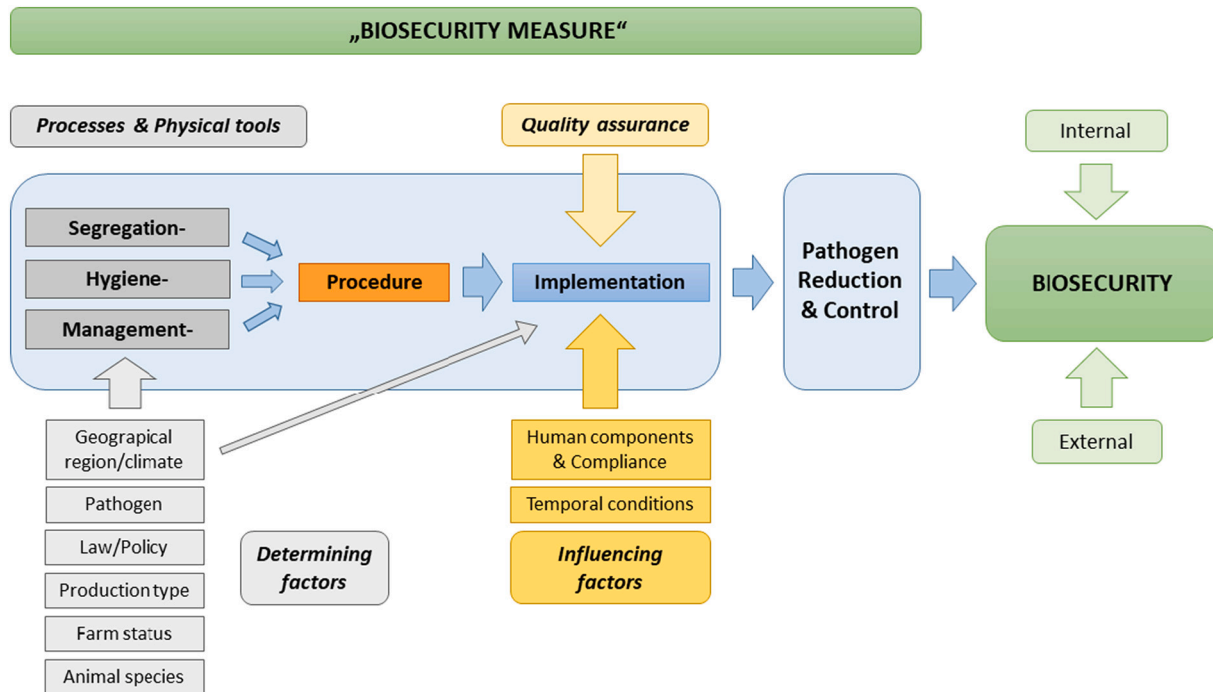 „BIOSECURITY MEASURE“
Processes & Physical tools
Quality assurance
Internal
Segregation-
Hygiene-
Management-
Procedure
Implementation
Pathogen
Reduction
& Control
BIOSECURITY
Geograpical
region/climate
Pathogen
Law/Policy
Production type
Farm status
Animal species
Determining
factors
Human components
& Compliance
Temporal conditions
Influencing
factors
External